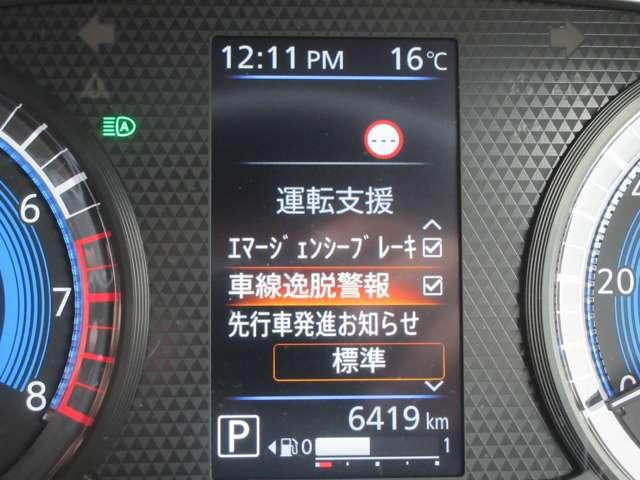 12:11 PM 16℃
---
運転支援
ｴﾏｰｼﾞｪﾝｼｰﾌﾞﾚｰｷ
車線逸脱警報
先行車発進お知らせ
標準
6419 km
P 0 1
A
6
7
8
20
0